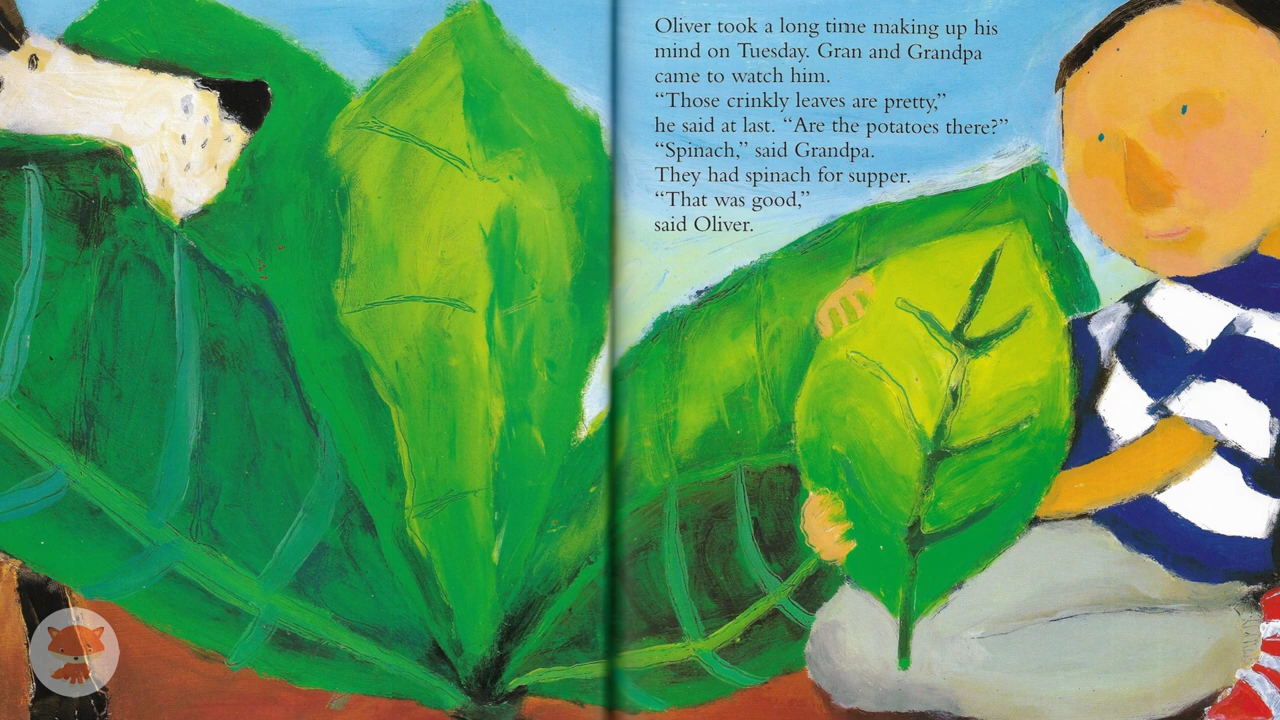 Oliver took a long time making up his
mind on Tuesday. Gran and Grandpa
came to watch him.
“Those crinkly leaves are pretty,”
he said at last. “Are the potatoes there?”
“Spinach,” said Grandpa.
They had spinach for supper.
“That was good,”
said Oliver.